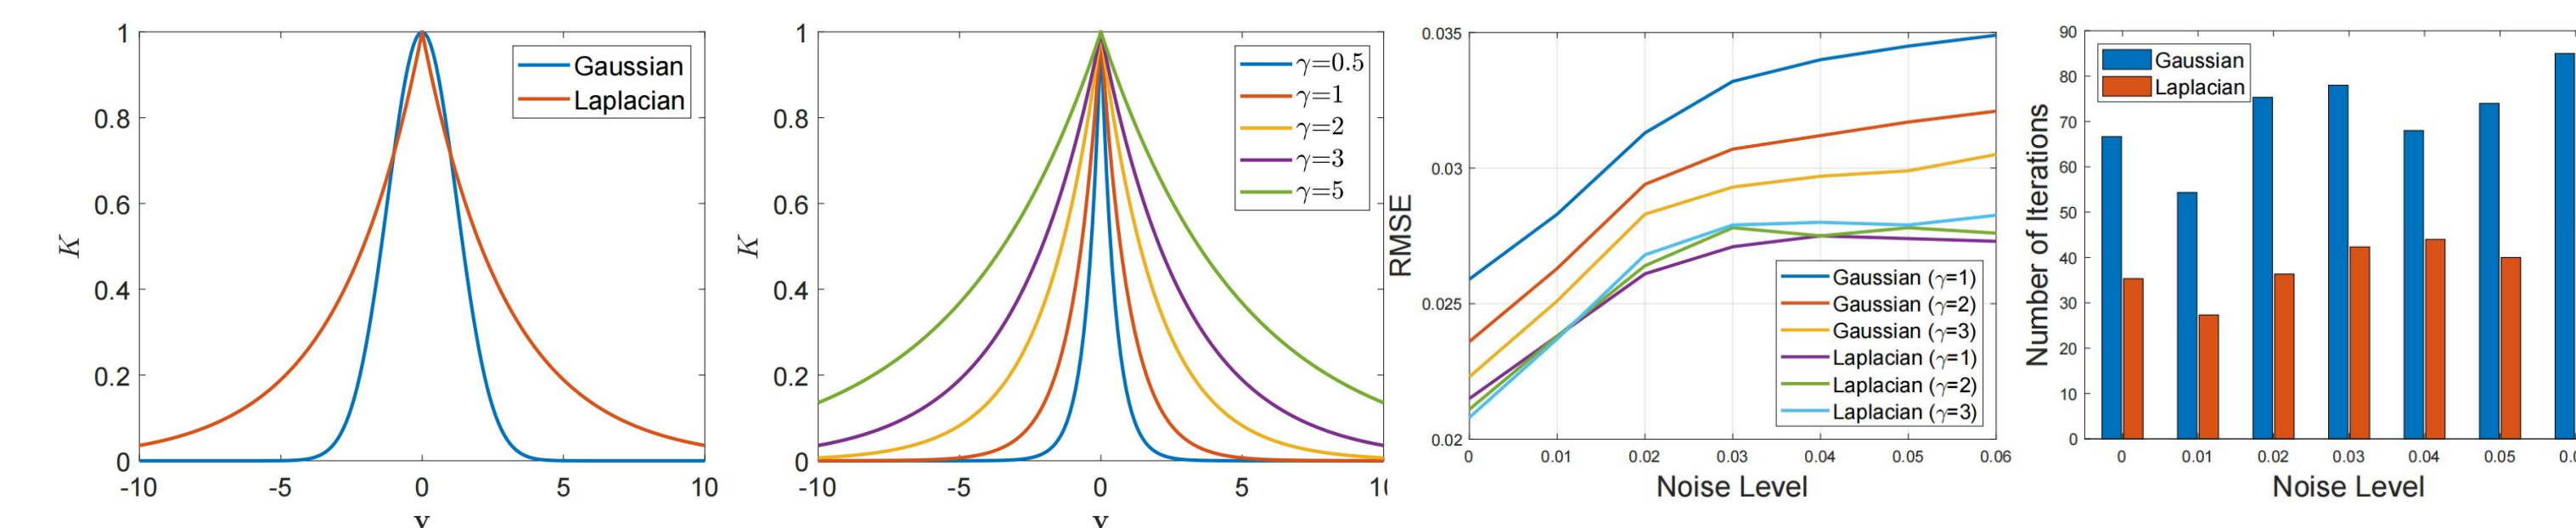 K
1
0.8
0.6
0.4
0.2
0
-10 -5 0 5 10
Gaussian
Laplacian
K
1
0.8
0.6
0.4
0.2
0
-10 -5 0 5
γ=0.5
γ=1
γ=2
γ=3
γ=5
RMSE
0.035
0.03
0.025
0.02
0 0.01 0.02 0.03 0.04 0.05 0.06
Noise Level
Gaussian (γ=1)
Gaussian (γ=2)
Gaussian (γ=3)
Laplacian (γ=1)
Laplacian (γ=2)
Laplacian (γ=3)
Number of Iterations
90
80
70
60
50
40
30
20
10
0
0 0.01 0.02 0.03 0.04 0.05
Noise Level
Gaussian
Laplacian